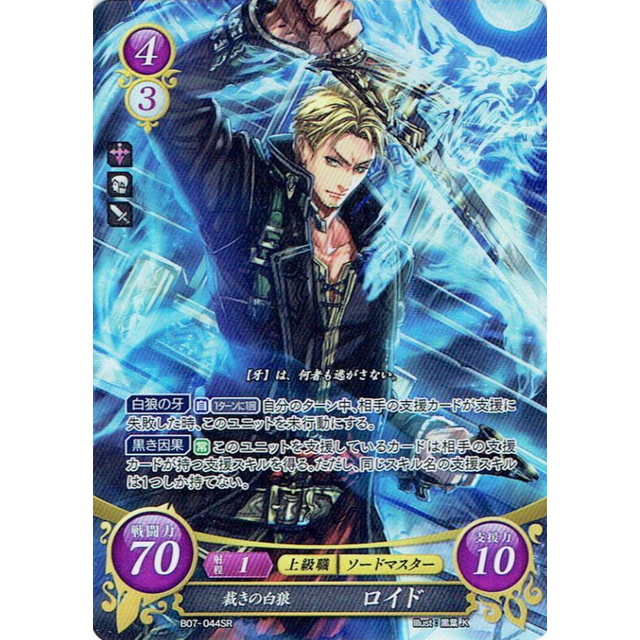 4
3
[牙]は、何者も逃がさない。
白狼の牙 自 1ターンに1回 自分のターン中、相手の支援カードが支援に
失敗した時、このユニットを未行動にする。
黒き因果 常 このユニットを支援しているカードは相手の支援
カードが持つ支援スキルを得る。ただし、同じスキル名の支援スキル
は1つしか持てない。
戦闘力
70
射程 1
上級職 ソードマスター
支援力
10
裁きの白狼 ロイド
B07-044SR
Illust:黒葉.K